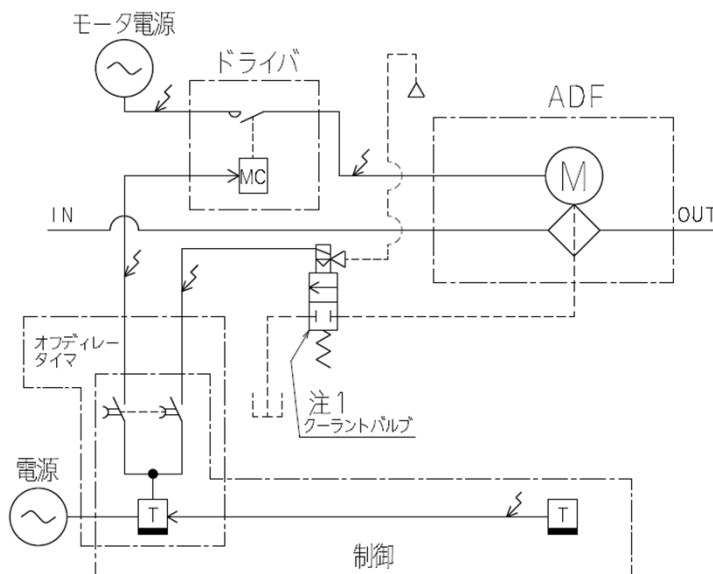 モータ電源
ドライバ
ADF
MC
M
IN
OUT
オフディレー
タイマ
注1
クーラントバルブ
電源
T
T
制御